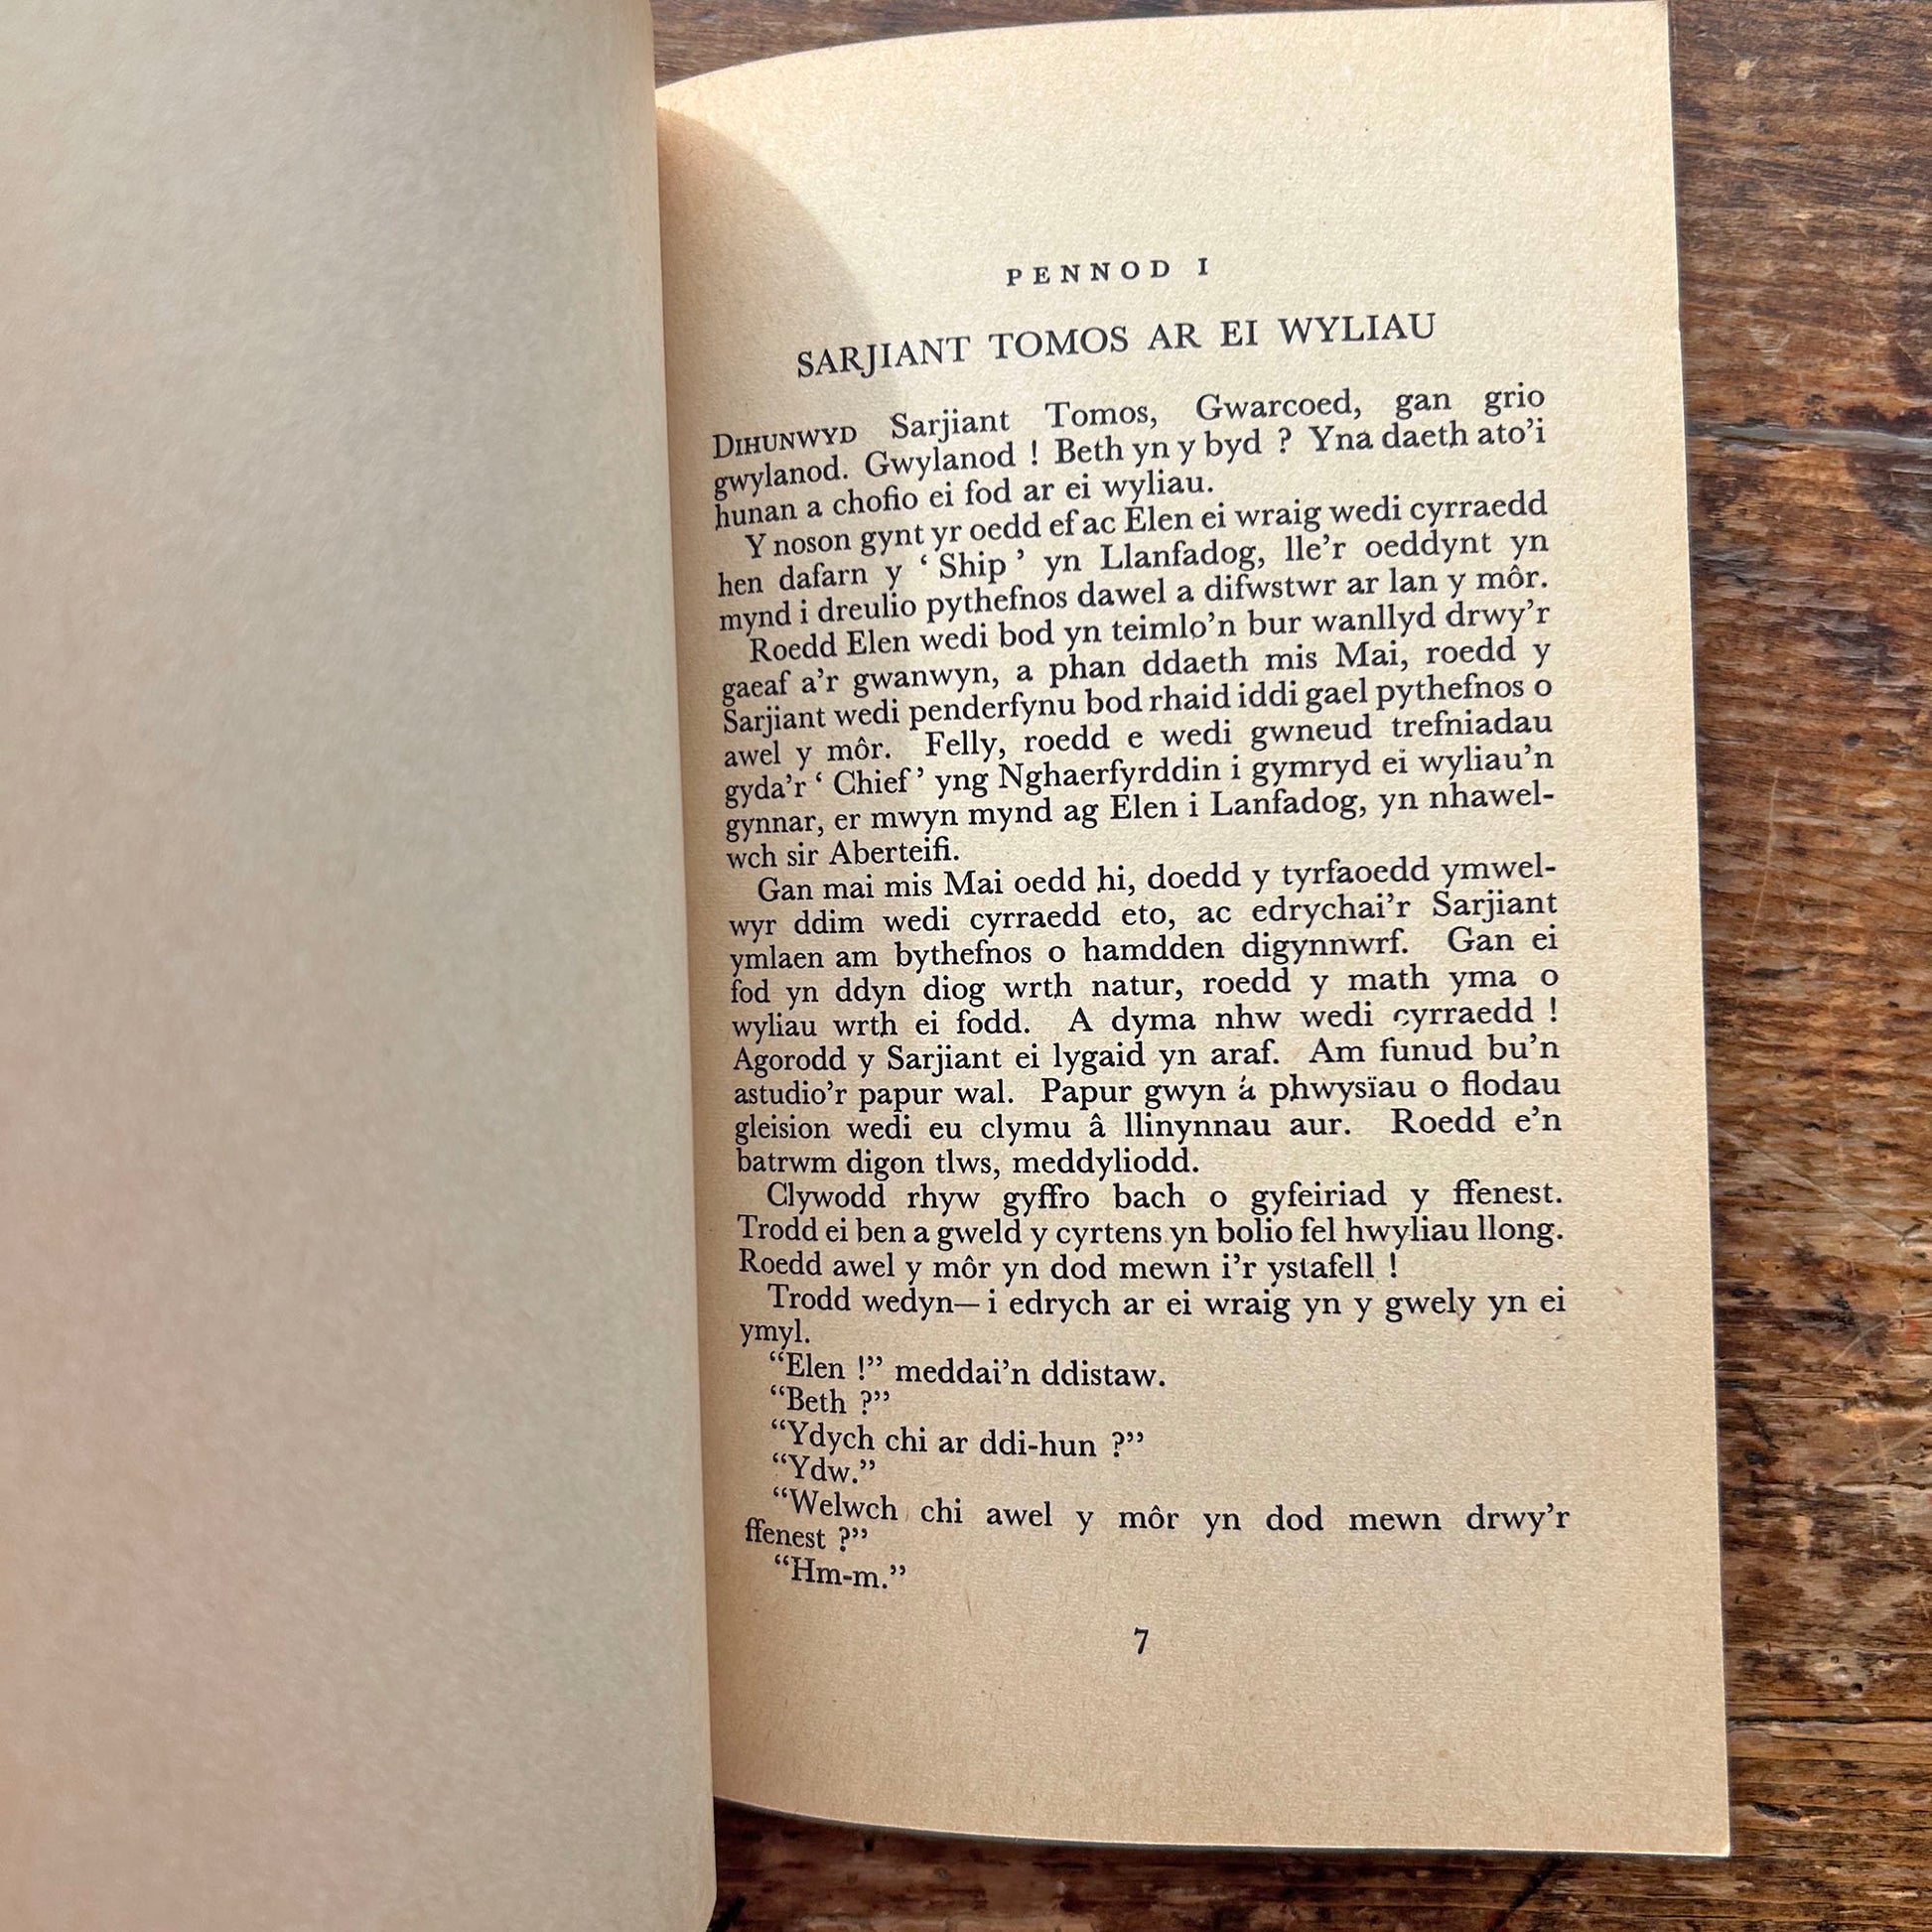 PENNOD I
SARJIANT TOMOS AR EI WYLIAU
DIHUNWYD Sarjiant Tomos, Gwarcoed, gan grio
gwylanod. Gwylanod ! Beth yn y byd ? Yna daeth ato’i
hunan a chofio ei fod ar ei wyliau.
Y noson gynt yr oedd ef ac Elen ei wraig wedi cyrraedd
hen dafarn y ‘ Ship ’ yn Llanfadog, lle’r oeddynt yn
mynd i dreulio pythefnos dawel a difwstwr ar lan y môr.
Roedd Elen wedi bod yn teimlo’n bur wanllyd drwy’r
gaeaf a’r gwanwyn, a phan ddaeth mis Mai, roedd y
Sarjiant wedi penderfynu bod rhaid iddi gael pythefnos o
awel y môr. Felly, roedd e wedi gwneud trefniadau
gyda’r ‘ Chief ’ yng Nghaerfyrddin i gymryd ei wyliau’n
gynnar, er mwyn mynd ag Elen i Lanfadog, yn nhawel-
wch sir Aberteifi.
Gan mai mis Mai oedd hi, doedd y tyrfaoedd ymwel-
wyr ddim wedi cyrraedd eto, ac edrychai’r Sarjiant
ymlaen am bythefnos o hamdden digynnwrf. Gan ei
fod yn ddyn diog wrth natur, roedd y math yma o
wyliau wrth ei fodd. A dyma nhw wedi cyrraedd !
Agorodd y Sarjiant ei lygaid yn araf. Am funud bu’n
astudio’r papur wal. Papur gwyn â phwysïau o flodau
gleision wedi eu clymu â llinynnau aur. Roedd e’n
batrwm digon tlws, meddyliodd.
Clywodd rhyw gyffro bach o gyfeiriad y ffenest.
Trodd ei ben a gweld y cyrtens yn bolio fel hwyliau llong.
Roedd awel y môr yn dod mewn i’r ystafell !
Trodd wedyn— i edrych ar ei wraig yn y gwely yn ei
ymyl.
“Elen !” meddai’n ddistaw.
“Beth ?”
“Ydych chi ar ddi-hun ?”
“Ydw.”
“Welwch chi awel y môr yn dod mewn drwy’r
ffenest ?”
“Hm-m.”
7